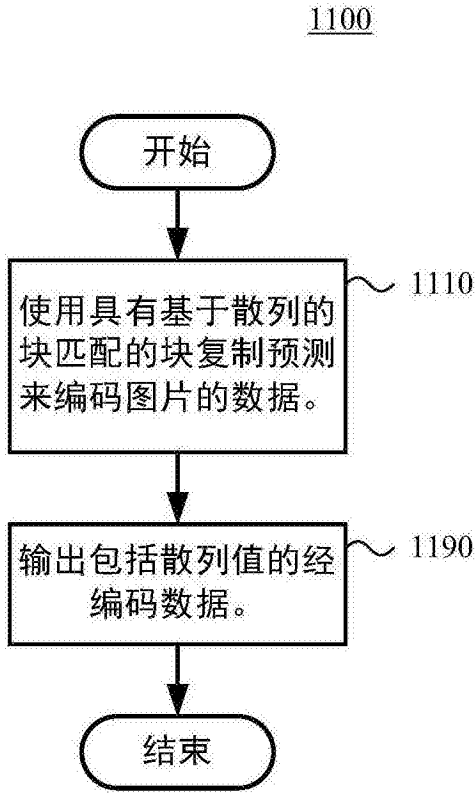 1100
开始
使用具有基于散列的
块匹配的块复制预测
来编码图片的数据。
1110
输出包括散列值的经
编码数据。
1190
结束